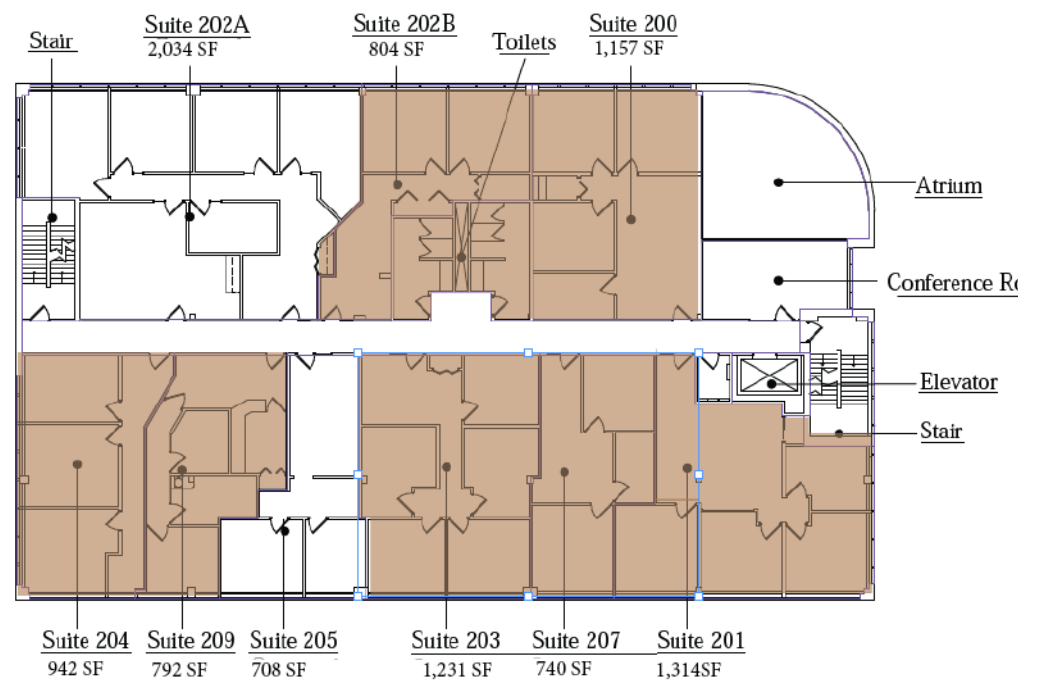 Stair
Suite 202A
2,034 SF
Suite 202B
804 SF
Toilets
Suite 200
1,157 SF
Atrium
Conference
Elevator
Stair
Suite 204
942 SF
Suite 209
792 SF
Suite 205
708 SF
Suite 203
1,231 SF
Suite 207
740 SF
Suite 201
1,314SF